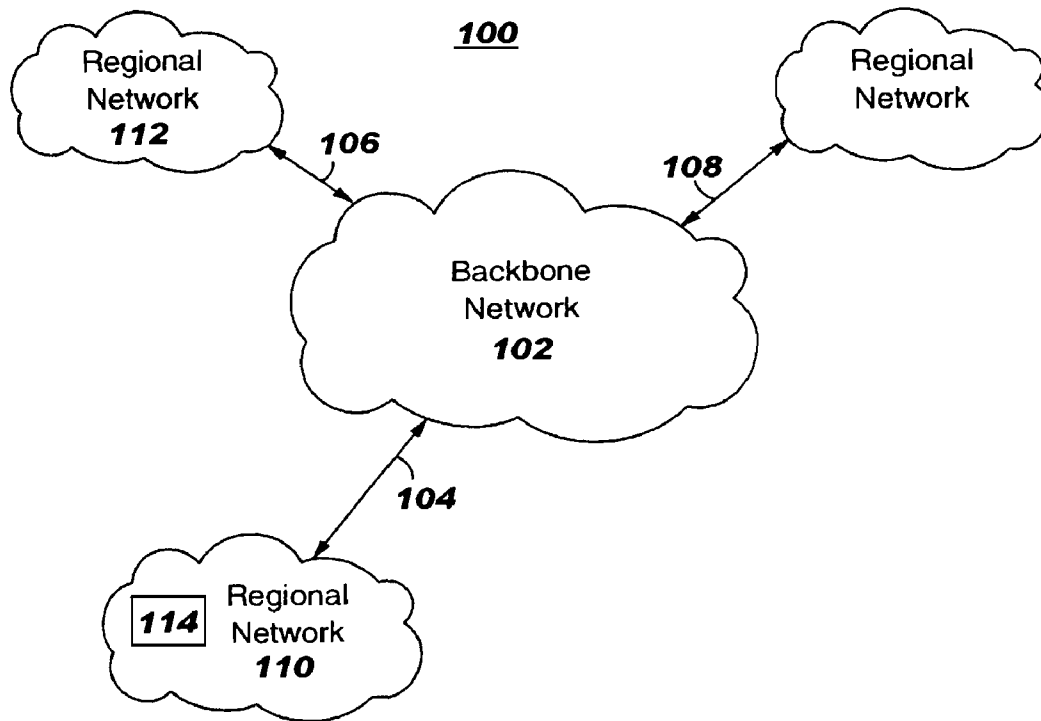 100
Regional
Network
112
Regional
Network
106
108
Backbone
Network
102
104
114
Regional
Network
110